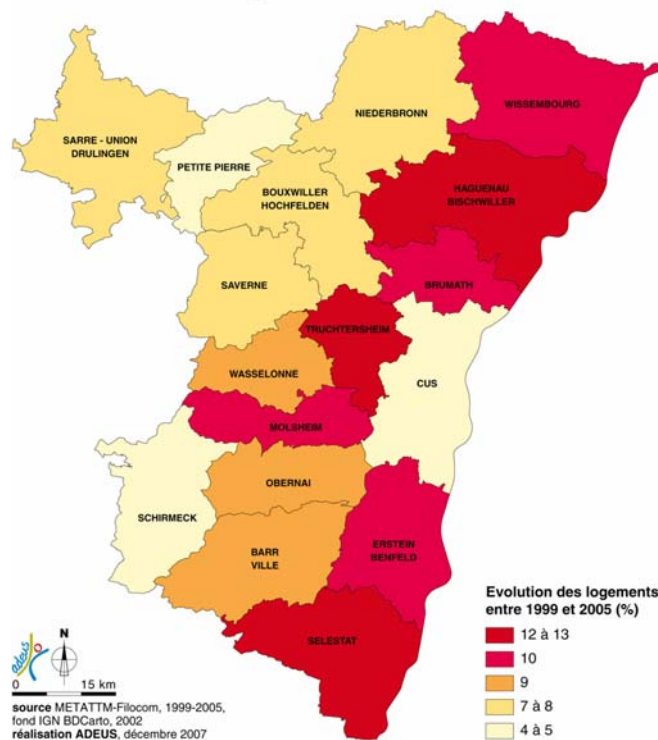 WISSEMBOURG
NIEDERBRONN
SARRE - UNION
DRULINGEN
PETITE PIERRE
BOUXWILLER
HOCHFELDEN
HAGUENAU
BISCHWILLER
SAVERNE
BRUMATH
TRUCHTERSHEIM
WASSELONNE
CUS
MOLSHEIM
OBERNAI
SCHIRMECK
ERSTEIN
BENFELD
BARR
VILLE
SELESTAT
Evolution des logements
entre 1999 et 2005 (%)
12 à 13
10
9
7 à 8
4 à 5
adeus
N
0 15 km
source METATTM-Filocom, 1999-2005,
fond IGN BDCarto, 2002
réalisation ADEUS, décembre 2007